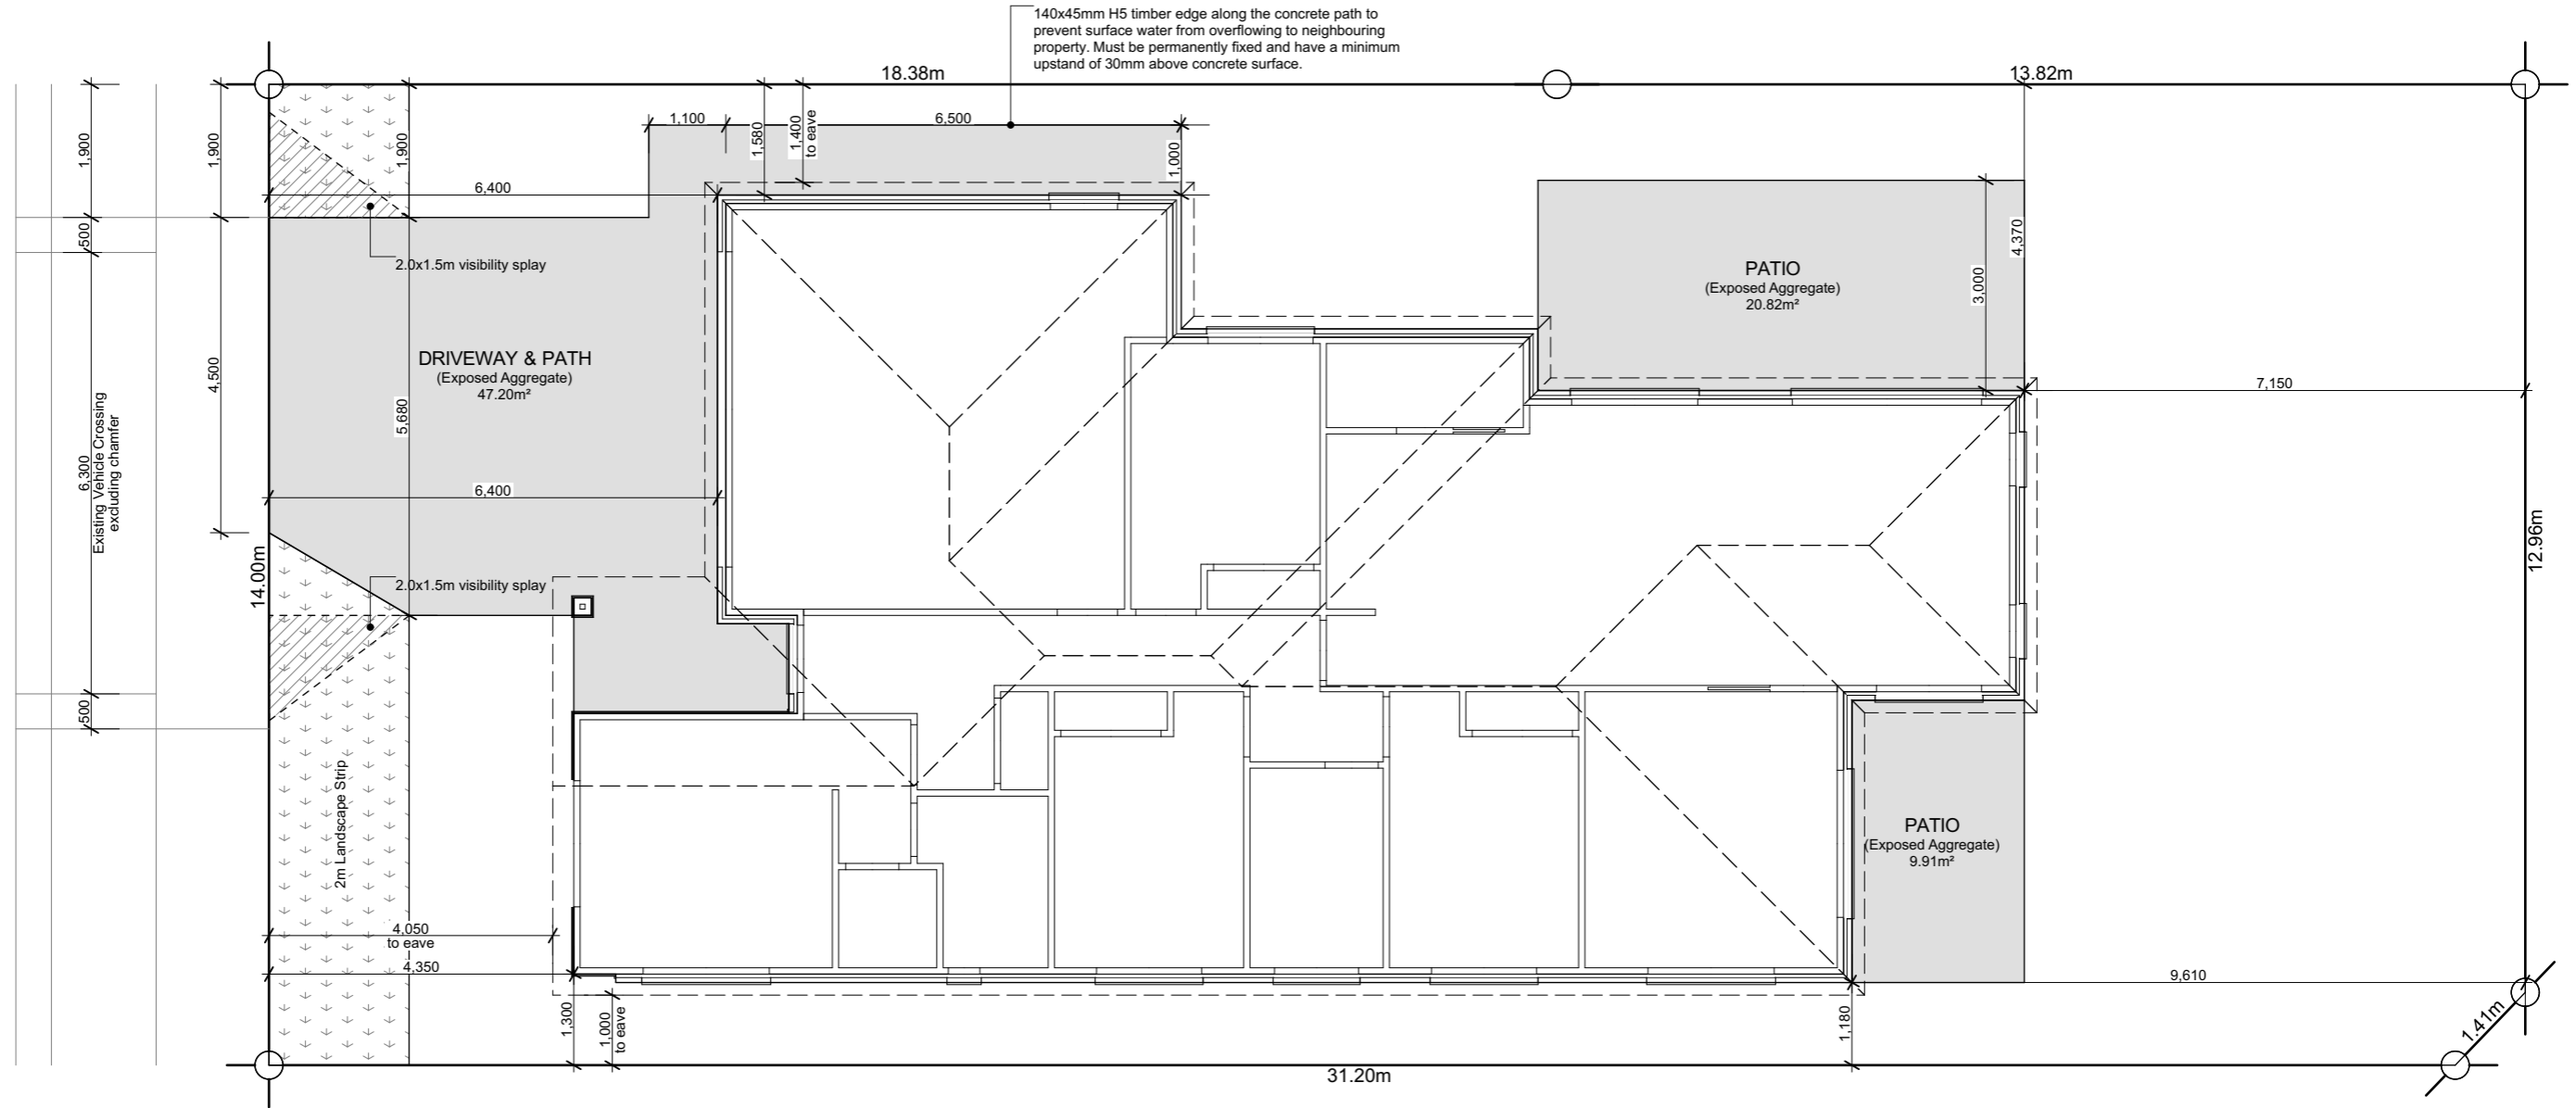 140x45mm H5 timber edge along the concrete path to
prevent surface water from overflowing to neighbouring
property. Must be permanently fixed and have a minimum
upstand of 30mm above concrete surface.
18.38m
13.82m
1,900
1,900
1,900
1,100
6,500
1,580
1,400
to eave
1,000
6,400
500
2.0x1.5m visibility splay
4,370
3,000
PATIO
(Exposed Aggregate)
20.82m²
DRIVEWAY & PATH
(Exposed Aggregate)
47.20m²
4,500
5,680
7,150
6,300
Existing Vehicle Crossing
excluding chamfer
6,400
14.00m
12.96m
2.0x1.5m visibility splay
500
2m Landscape Strip
PATIO
(Exposed Aggregate)
9.91m²
4,050
to eave
4,350
9,610
1,300
1,000
to eave
1,180
1.41m
31.20m